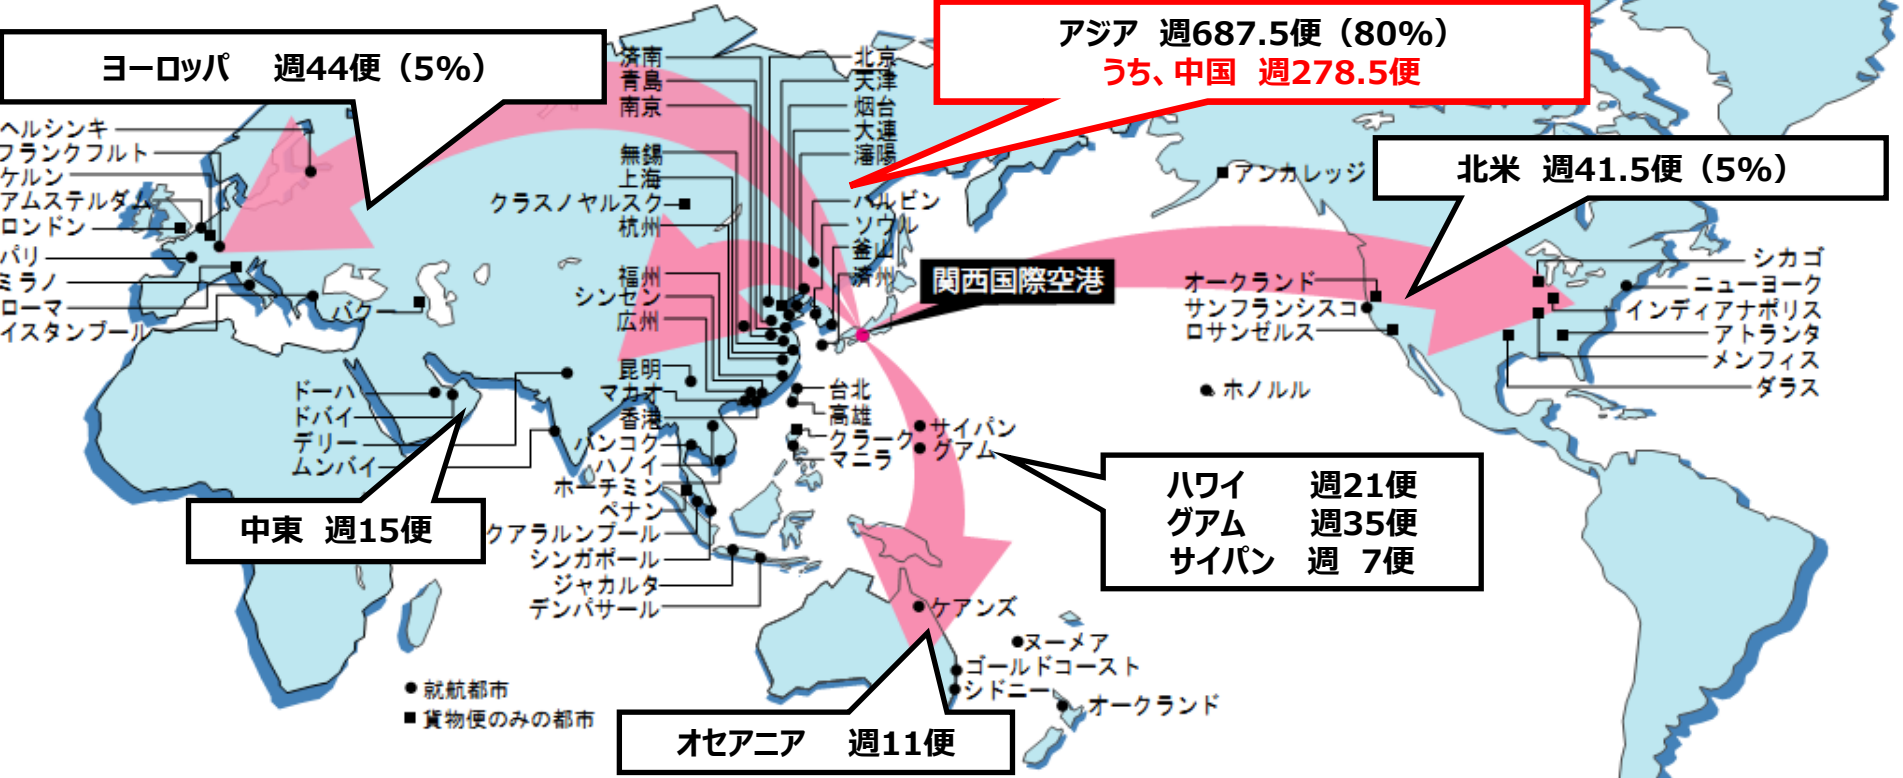 アジア 週687.5便（80%）
うち、中国 週278.5便
ヨーロッパ 週44便（5%）
北米 週41.5便（5%）
中東 週15便
オセアニア 週11便
ハワイ 週21便
グアム 週35便
サイパン 週 7便
関西国際空港
ヘルシンキ
フランクフルト
ケルン
アムステルダム
ロンドン
パリ
ミラノ
ローマ
イスタンブール
バクー
ドーハ
ドバイ
デリー
ムンバイ
済南
青島
南京
無錫
上海
クラスノヤルスク
杭州
福州
シンセン
広州
昆明
マカオ
香港
バンコク
ハノイ
ホーチミン
ペナン
クアラルンプール
シンガポール
ジャカルタ
デンパサール
北京
天津
烟台
大連
瀋陽
ハルビン
ソウル
釜山
済州
台北
高雄
クラーク
マニラ
サイパン
グアム
ケアンズ
ヌーメア
ゴールドコースト
シドニー
オークランド
アンカレッジ
オークランド
サンフランシスコ
ロサンゼルス
ホノルル
シカゴ
ニューヨーク
インディアナポリス
アトランタ
メンフィス
ダラス
●就航都市
■貨物便のみの都市